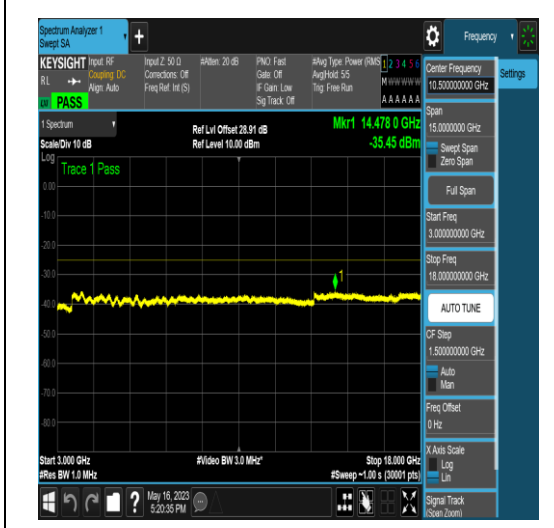 Spectrum Analyzer 1
Swept SA
Frequency
KEYSIGHT
RL
PASS
Input: RF
Coupling: DC
Align: Auto
Input Z: 50 Ω
Corrections: Off
Freq Ref: Int (S)
#Atten: 20 dB
PNO: Fast
Gate: Off
IF Gain: Low
Sig Track: Off
#Avg Type: Power (RMS
Avg|Hold: 5/5
Trig: Free Run
1 2 3 4 5 6
M W W W W W
A A A A A A
1 Spectrum
Scale/Div 10 dB
Log
Ref Lvl Offset 28.91 dB
Ref Level 10.00 dBm
Mkr1 14.478 0 GHz
-35.45 dBm
Trace 1 Pass
0.00
-10.0
-20.0
-30.0
-40.0
-50.0
-60.0
-70.0
-80.0
1
Start 3.000 GHz
#Res BW 1.0 MHz
#Video BW 3.0 MHz*
Stop 18.000 GHz
#Sweep ~1.00 s (30001 pts)
May 16, 2023
5:20:35 PM
Center Frequency
10.500000000 GHz
Settings
Span
15.0000000 GHz
Swept Span
Zero Span
Full Span
Start Freq
3.000000000 GHz
Stop Freq
18.000000000 GHz
AUTO TUNE
CF Step
1.500000000 GHz
Auto
Man
Freq Offset
0 Hz
X Axis Scale
Log
Lin
Signal Track
(Span Zoom)